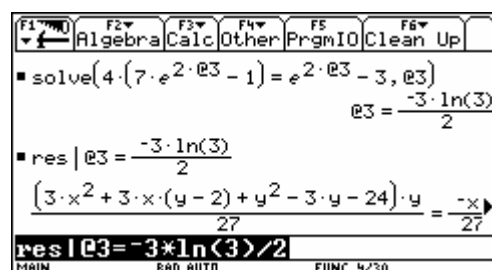 F1 F2 F3 F4 F5 F6
Algebra Calc Other PrgmIO Clean Up
▪ solve(4·(7·e^(2·@3) − 1) = e^(2·@3) − 3, @3)
@3 = (-3·ln(3))/2
▪ res | @3 = (-3·ln(3))/2
((3·x² + 3·x·(y − 2) + y² − 3·y − 24)·y)/27 = (-x)/27
res|@3=-3*ln(3)/2
MAIN RAD AUTO FUNC 4/30